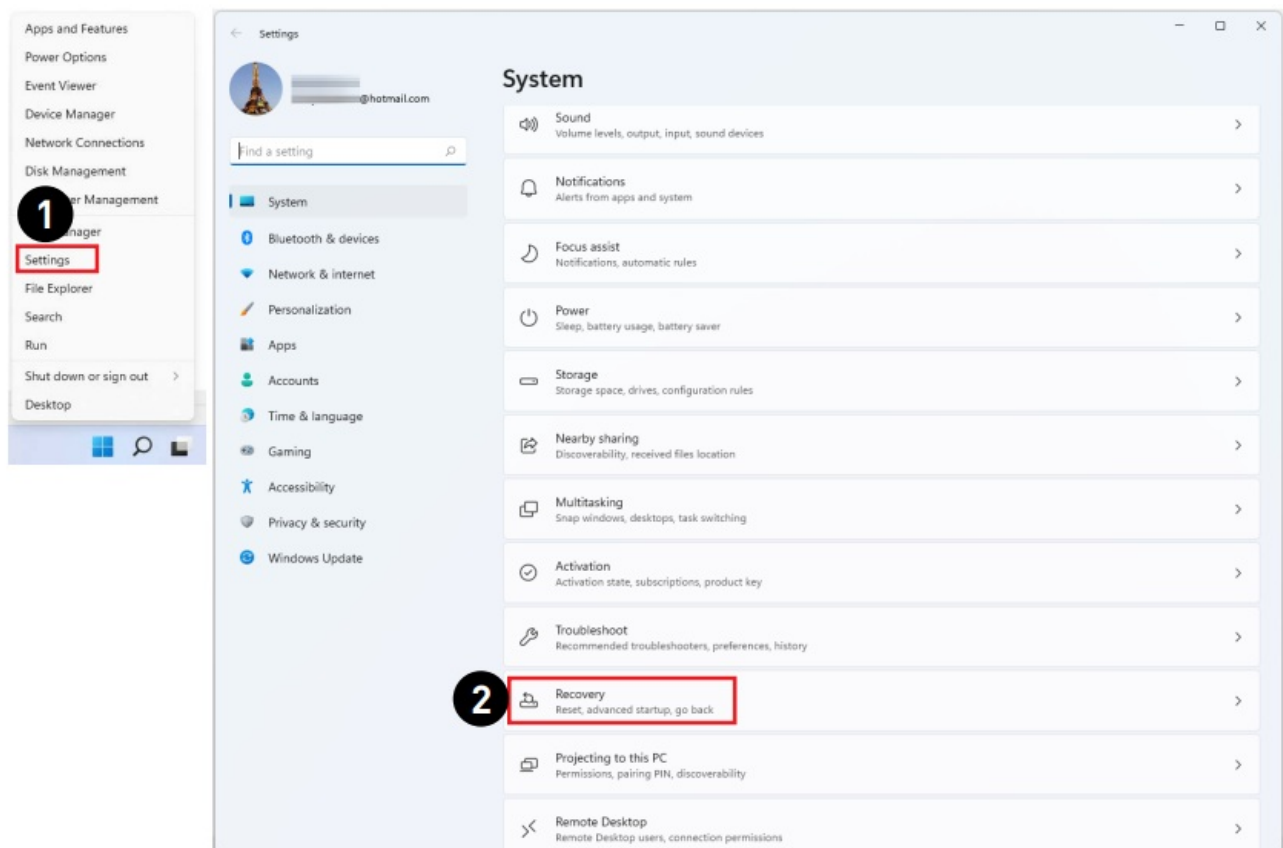 Apps and Features
Power Options
Event Viewer
Device Manager
Network Connections
Disk Management
Management
1
Settings
File Explorer
Search
Run
Shut down or sign out
Desktop
Settings
@hotmail.com
Find a setting
System
Bluetooth & devices
Network & internet
Personalization
Apps
Accounts
Time & language
Gaming
Accessibility
Privacy & security
Windows Update
System
Sound
Volume levels, output, input, sound devices
Notifications
Alerts from apps and system
Focus assist
Notifications, automatic rules
Power
Sleep, battery usage, battery saver
Storage
Storage space, drives, configuration rules
Nearby sharing
Discoverability, received files location
Multitasking
Snap windows, desktops, task switching
Activation
Activation state, subscriptions, product key
Troubleshoot
Recommended troubleshooters, preferences, history
2
Recovery
Reset, advanced startup, go back
Projecting to this PC
Permissions, pairing PIN, discoverability
Remote Desktop
Remote Desktop users, connection permissions